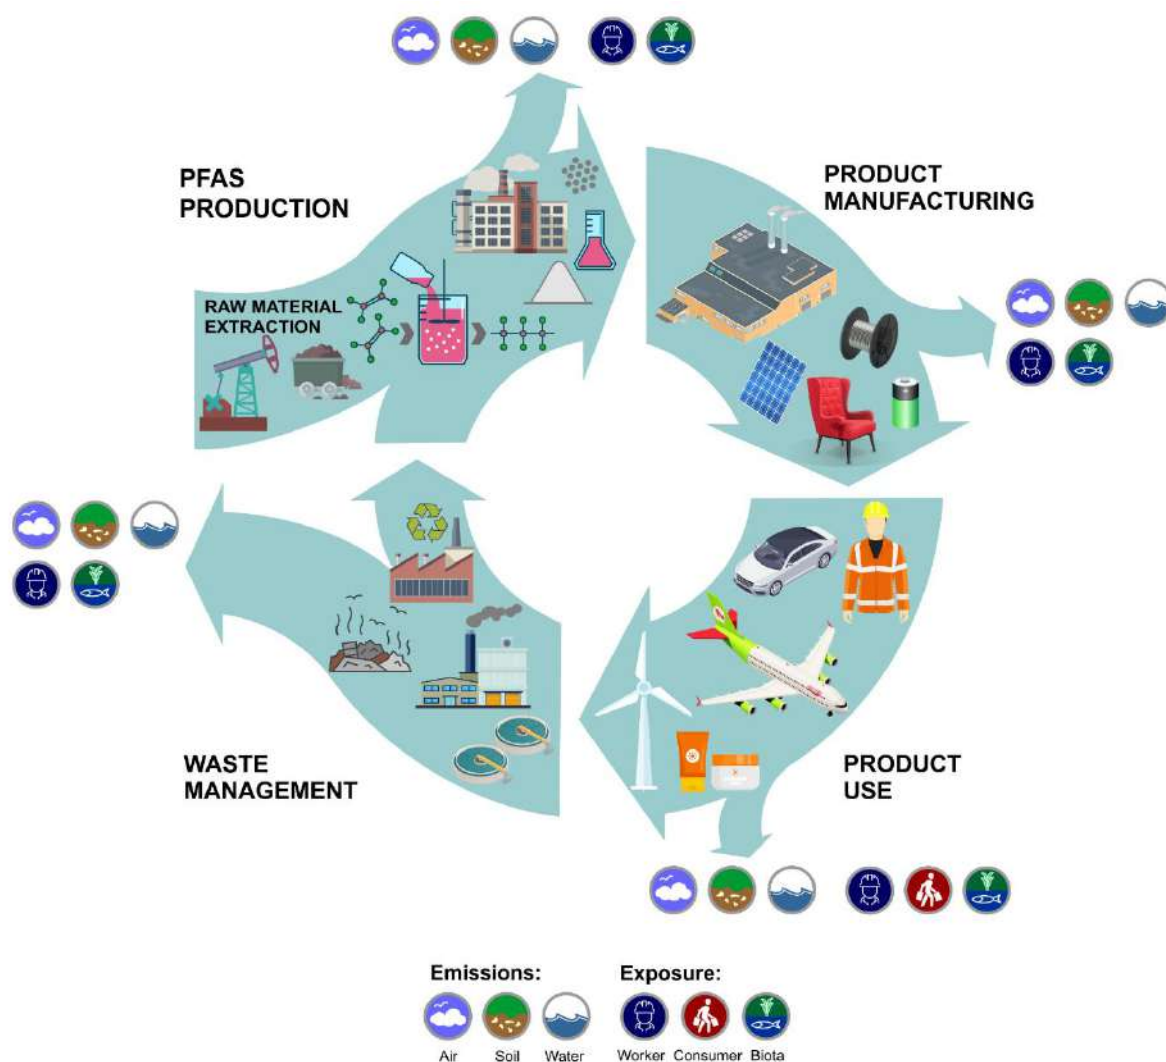 PFAS
PRODUCTION
PRODUCT
MANUFACTURING
RAW MATERIAL
EXTRACTION
WASTE
MANAGEMENT
PRODUCT
USE
Emissions: Exposure:
Air Soil Water Worker Consumer Biota